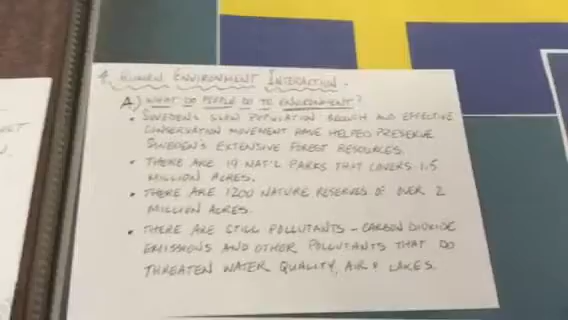 4. HUMAN ENVIRONMENT INTERACTION.
A) WHAT DO PEOPLE DO TO ENVIRONMENT?
• SWEDEN'S SLOW POPULATION GROWTH AND EFFECTIVE
CONSERVATION MOVEMENT HAVE HELPED PRESERVE
SWEDEN'S EXTENSIVE FOREST RESOURCES.
• THERE ARE 19 NAT'L PARKS THAT COVERS 1.5
MILLION ACRES.
• THERE ARE 1200 NATURE RESERVES OF OVER 2
MILLION ACRES.
• THERE ARE STILL POLLUTANTS - CARBON DIOXIDE
EMISSIONS AND OTHER POLLUTANTS THAT DO
THREATEN WATER QUALITY, AIR & LAKES.